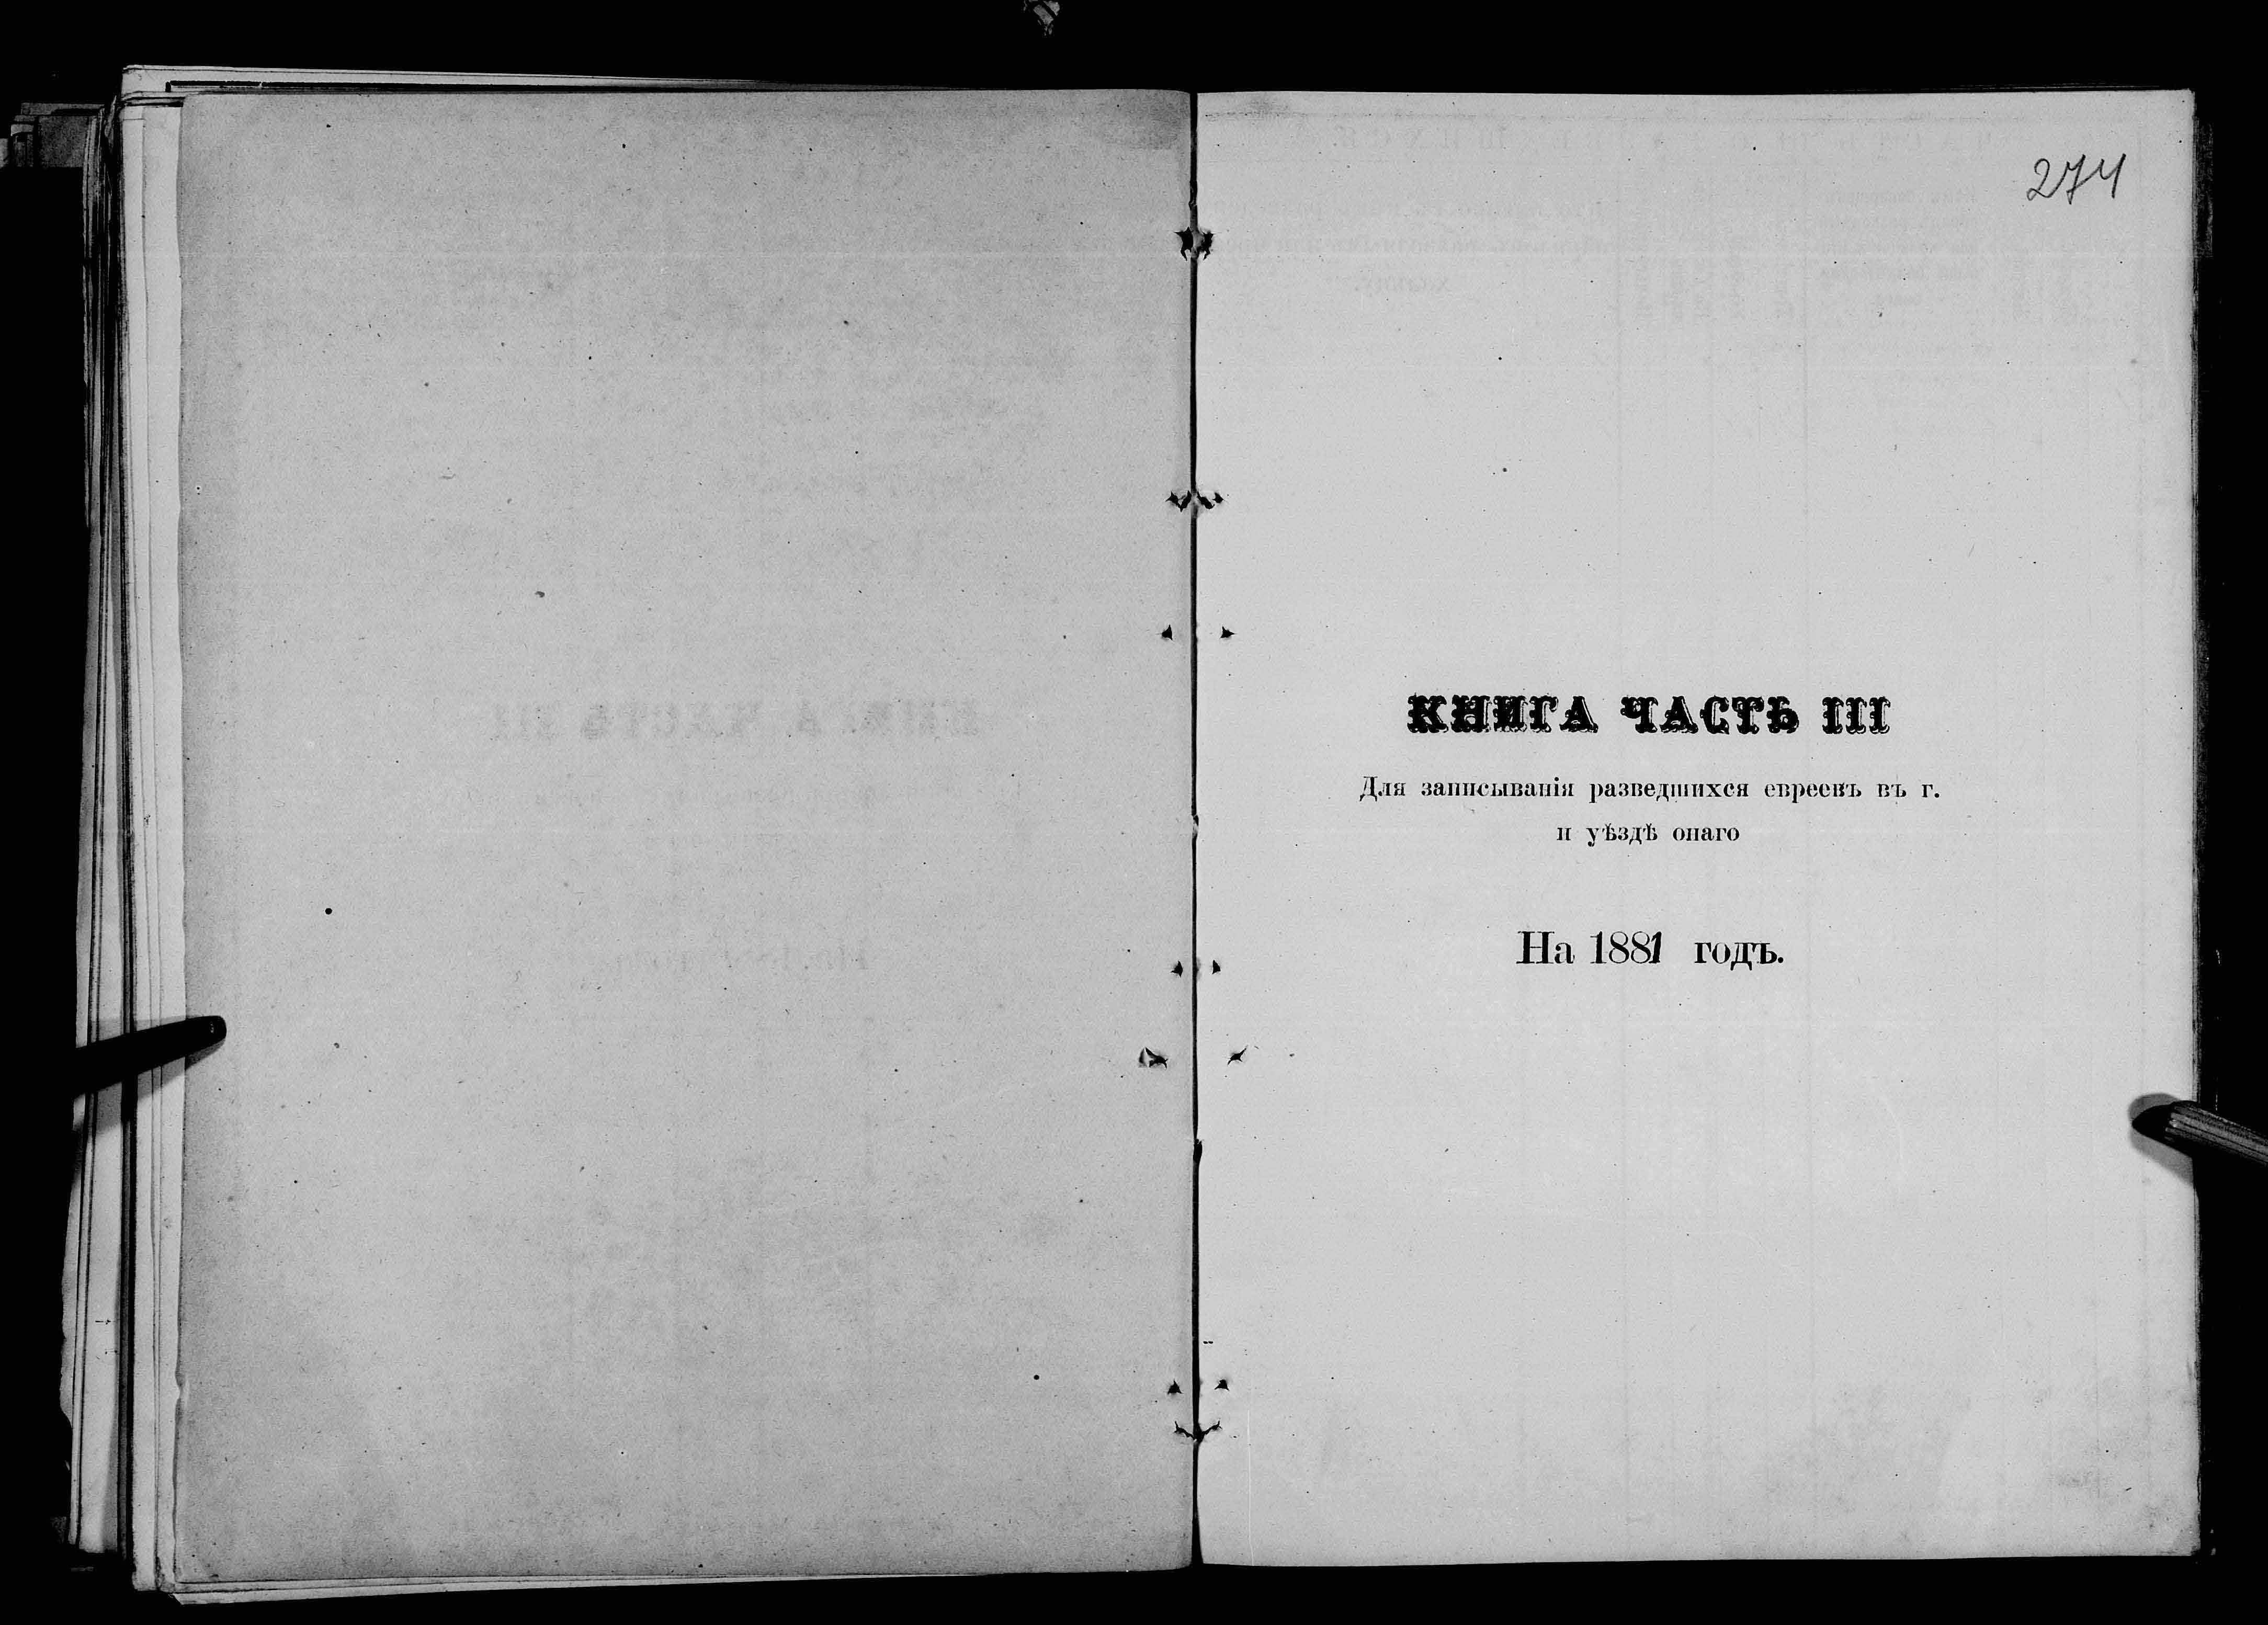 274
КНИГА ЧАСТЬ III
Для записыванія разведшихся евреевъ въ г.
и уѣздѣ онаго
На 1881 годъ.